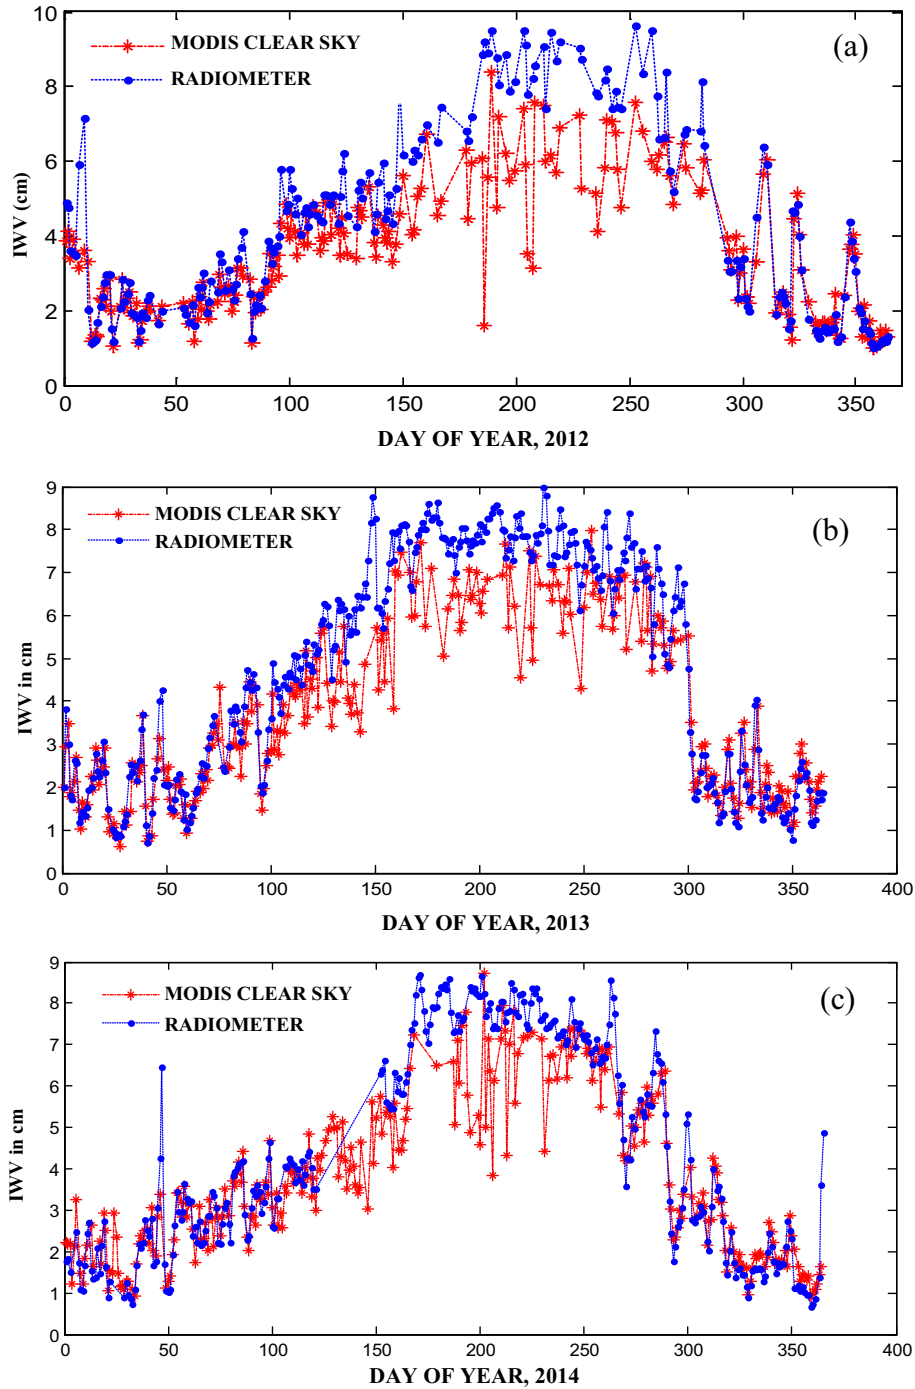 10
8
6
4
2
0
IWV (cm)
MODIS CLEAR SKY
RADIOMETER
(a)
0 50 100 150 200 250 300 350
DAY OF YEAR, 2012
9
8
7
6
5
4
3
2
1
0
IWV in cm
MODIS CLEAR SKY
RADIOMETER
(b)
0 50 100 150 200 250 300 350 400
DAY OF YEAR, 2013
9
8
7
6
5
4
3
2
1
0
IWV in cm
MODIS CLEAR SKY
RADIOMETER
(c)
0 50 100 150 200 250 300 350 400
DAY OF YEAR, 2014